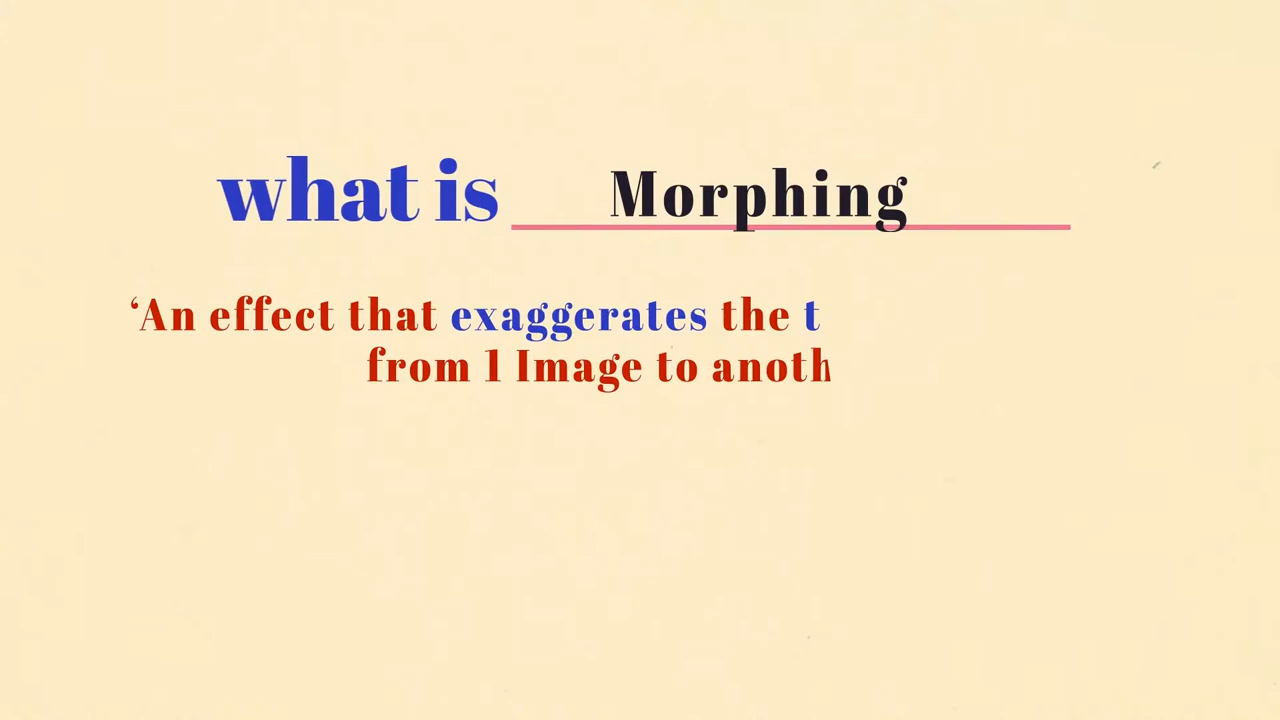 what is Morphing
‘An effect that exaggerates the t
from 1 Image to anoth